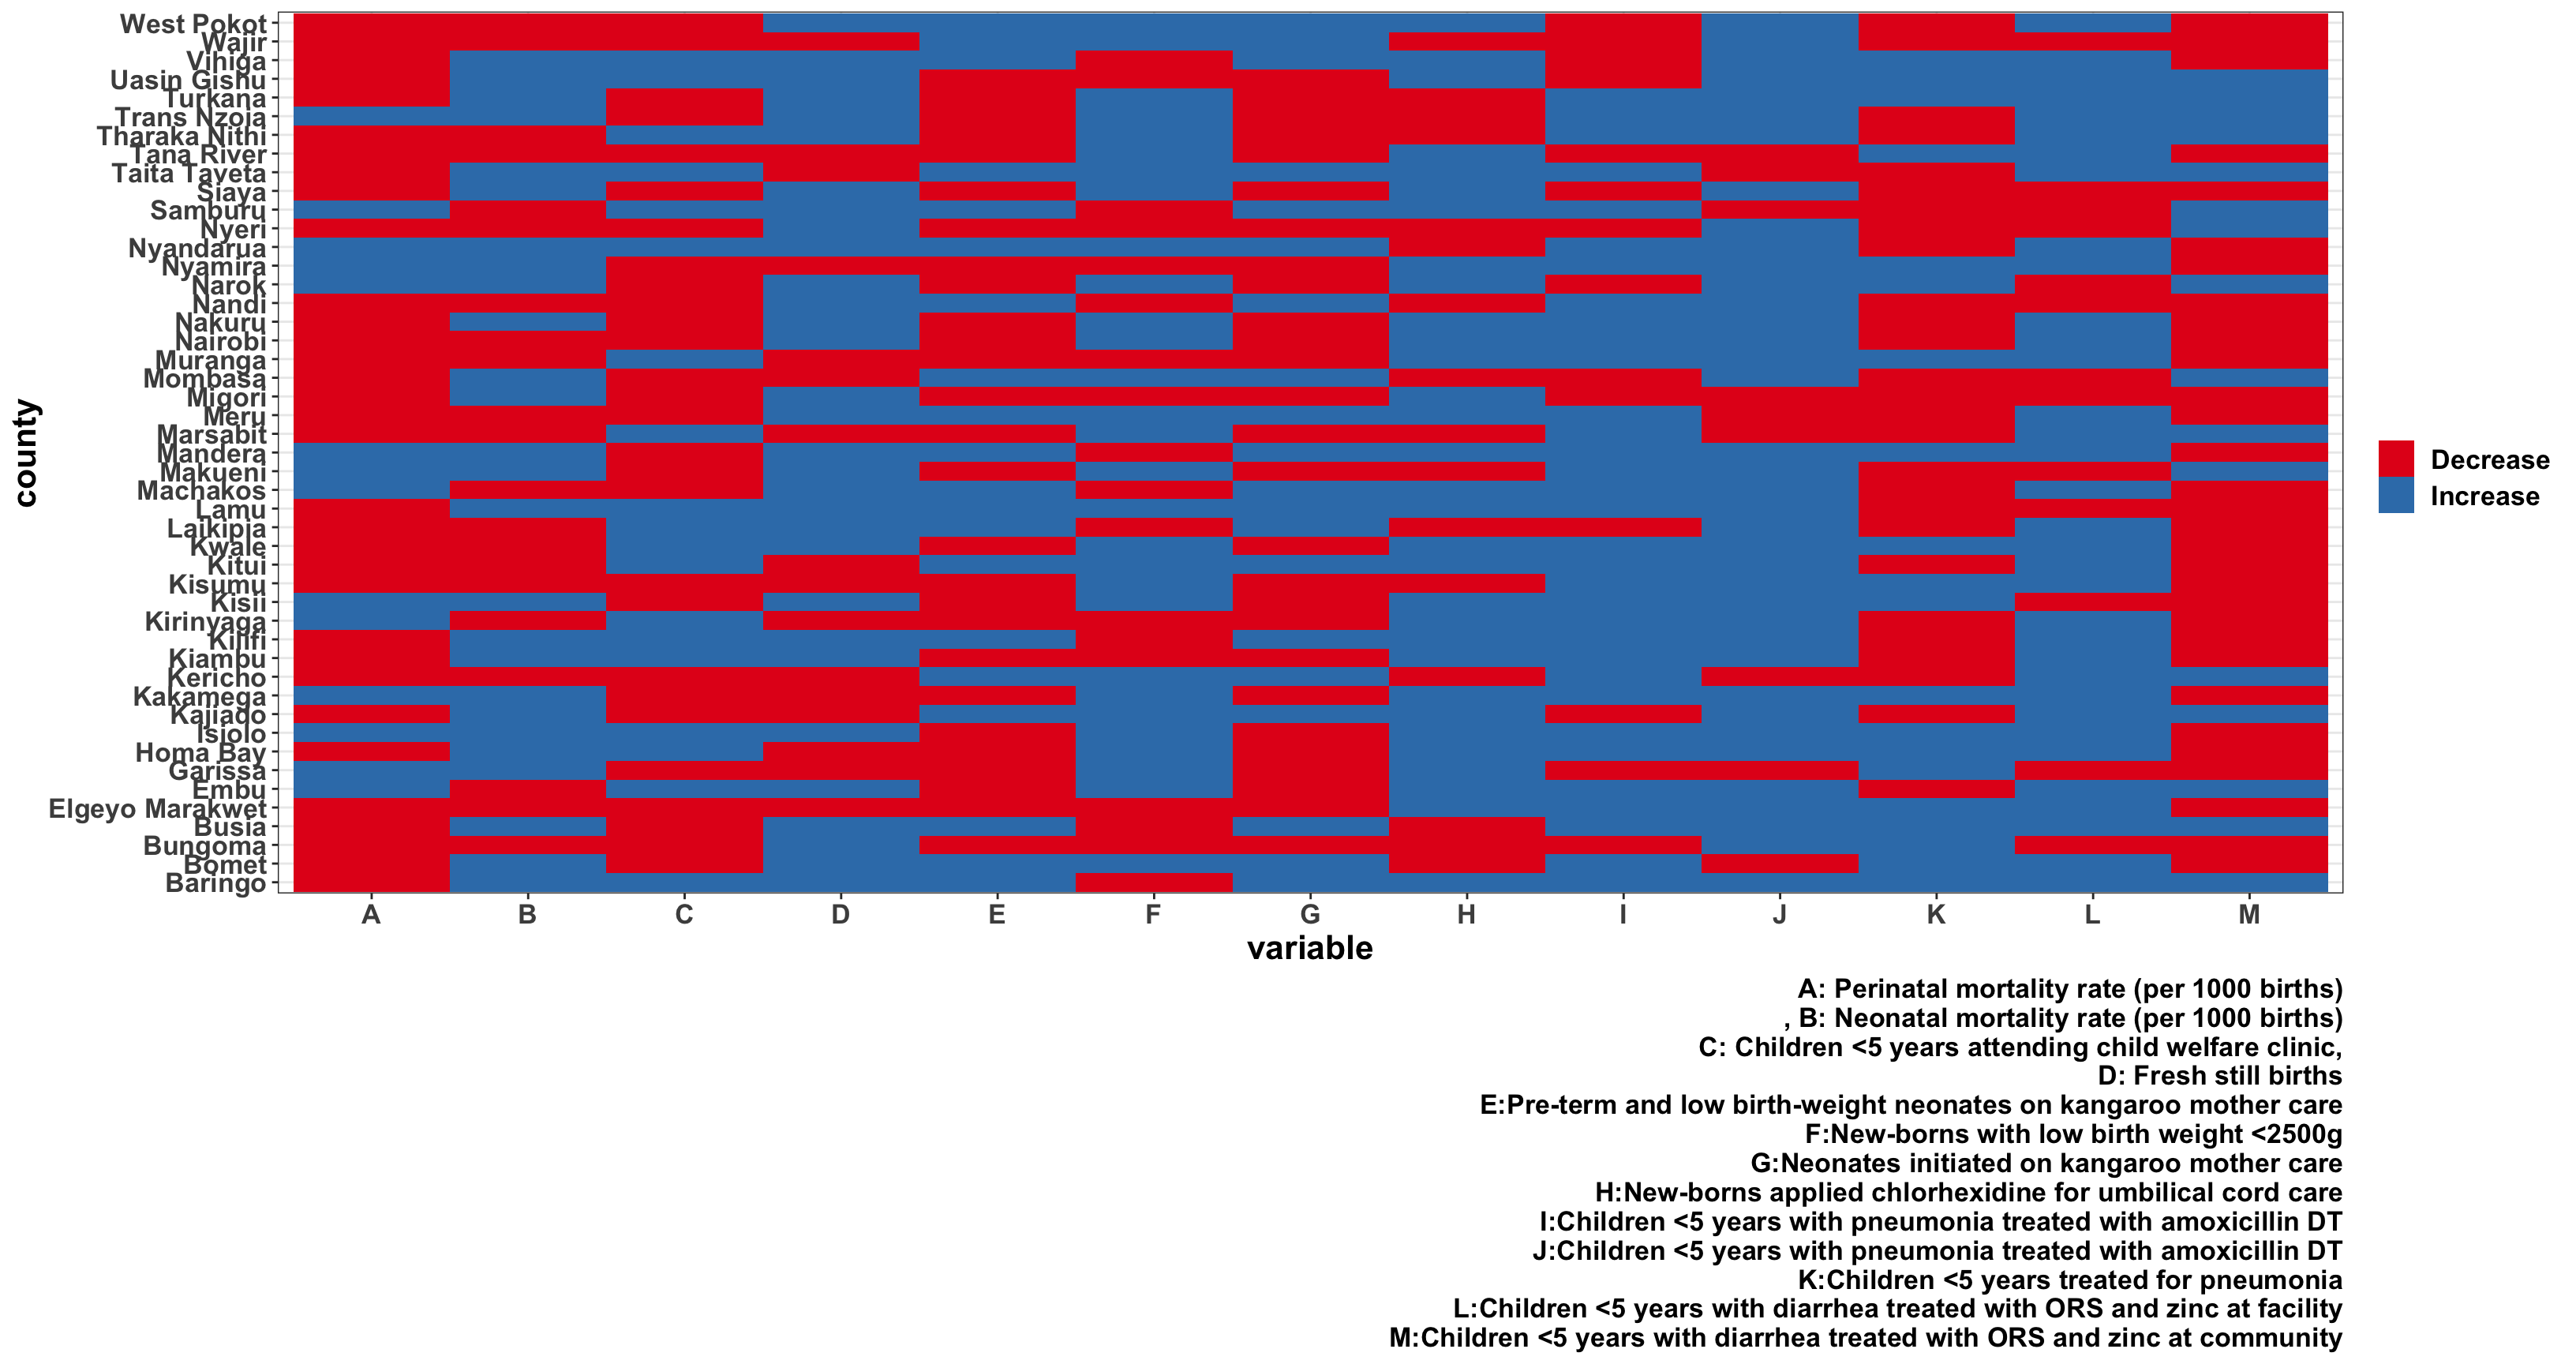 West Pokot
Wajir
Vihiga
Uasin Gishu
Turkana
Trans Nzoia
Tharaka Nithi
Tana River
Taita Taveta
Siaya
Samburu
Nyeri
Nyandarua
Nyamira
Narok
Nandi
Nakuru
Nairobi
Muranga
Mombasa
Migori
Meru
Marsabit
Mandera
Makueni
Machakos
Lamu
Laikipia
Kwale
Kitui
Kisumu
Kisii
Kirinyaga
Kilifi
Kiambu
Kericho
Kakamega
Kajiado
Isiolo
Homa Bay
Garissa
Embu
Elgeyo Marakwet
Busia
Bungoma
Bomet
Baringo
county
A B C D E F G H I J K L M
variable
Decrease
Increase
A: Perinatal mortality rate (per 1000 births)
, B: Neonatal mortality rate (per 1000 births)
C: Children <5 years attending child welfare clinic,
D: Fresh still births
E:Pre-term and low birth-weight neonates on kangaroo mother care
F:New-borns with low birth weight <2500g
G:Neonates initiated on kangaroo mother care
H:New-borns applied chlorhexidine for umbilical cord care
I:Children <5 years with pneumonia treated with amoxicillin DT
J:Children <5 years with pneumonia treated with amoxicillin DT
K:Children <5 years treated for pneumonia
L:Children <5 years with diarrhea treated with ORS and zinc at facility
M:Children <5 years with diarrhea treated with ORS and zinc at community